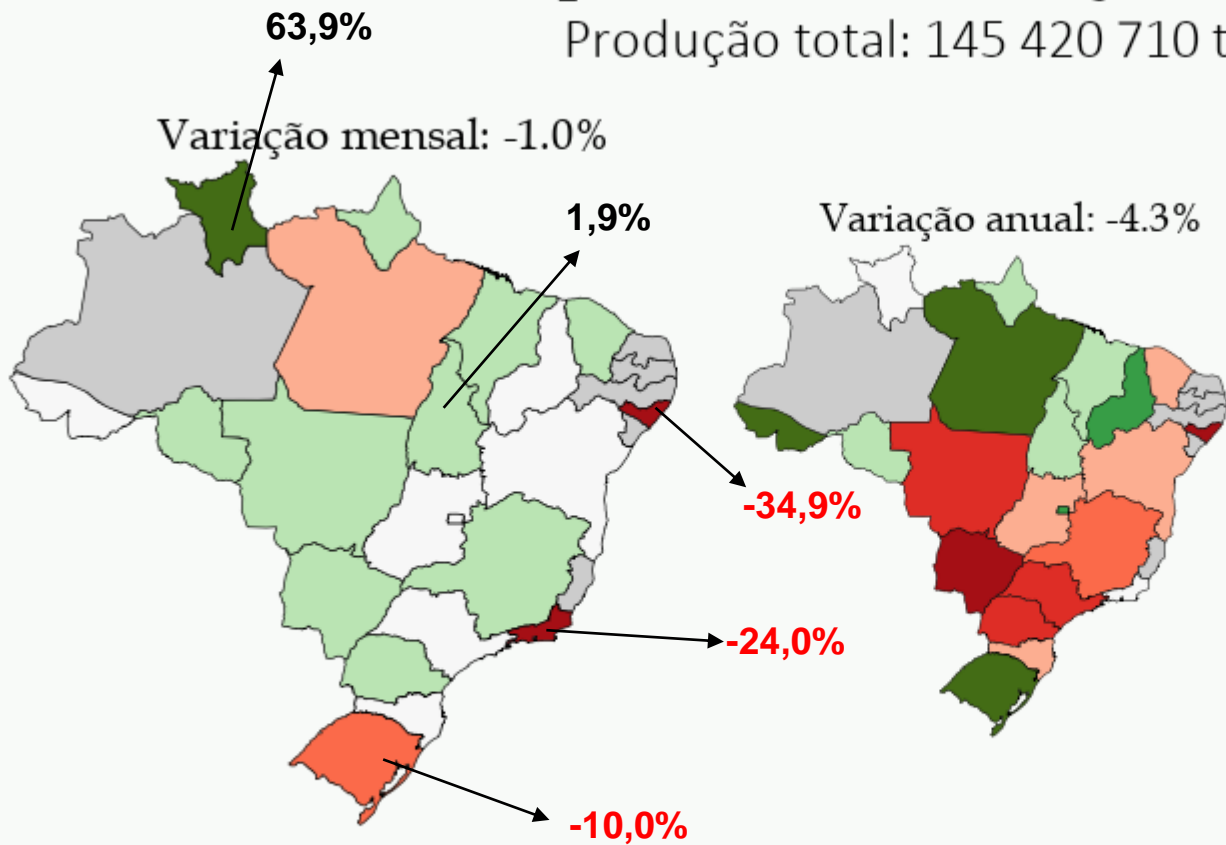 Produção total: 145 420 710 t
63,9%
Variação mensal: -1.0%
1,9%
Variação anual: -4.3%
-34,9%
-24,0%
-10,0%